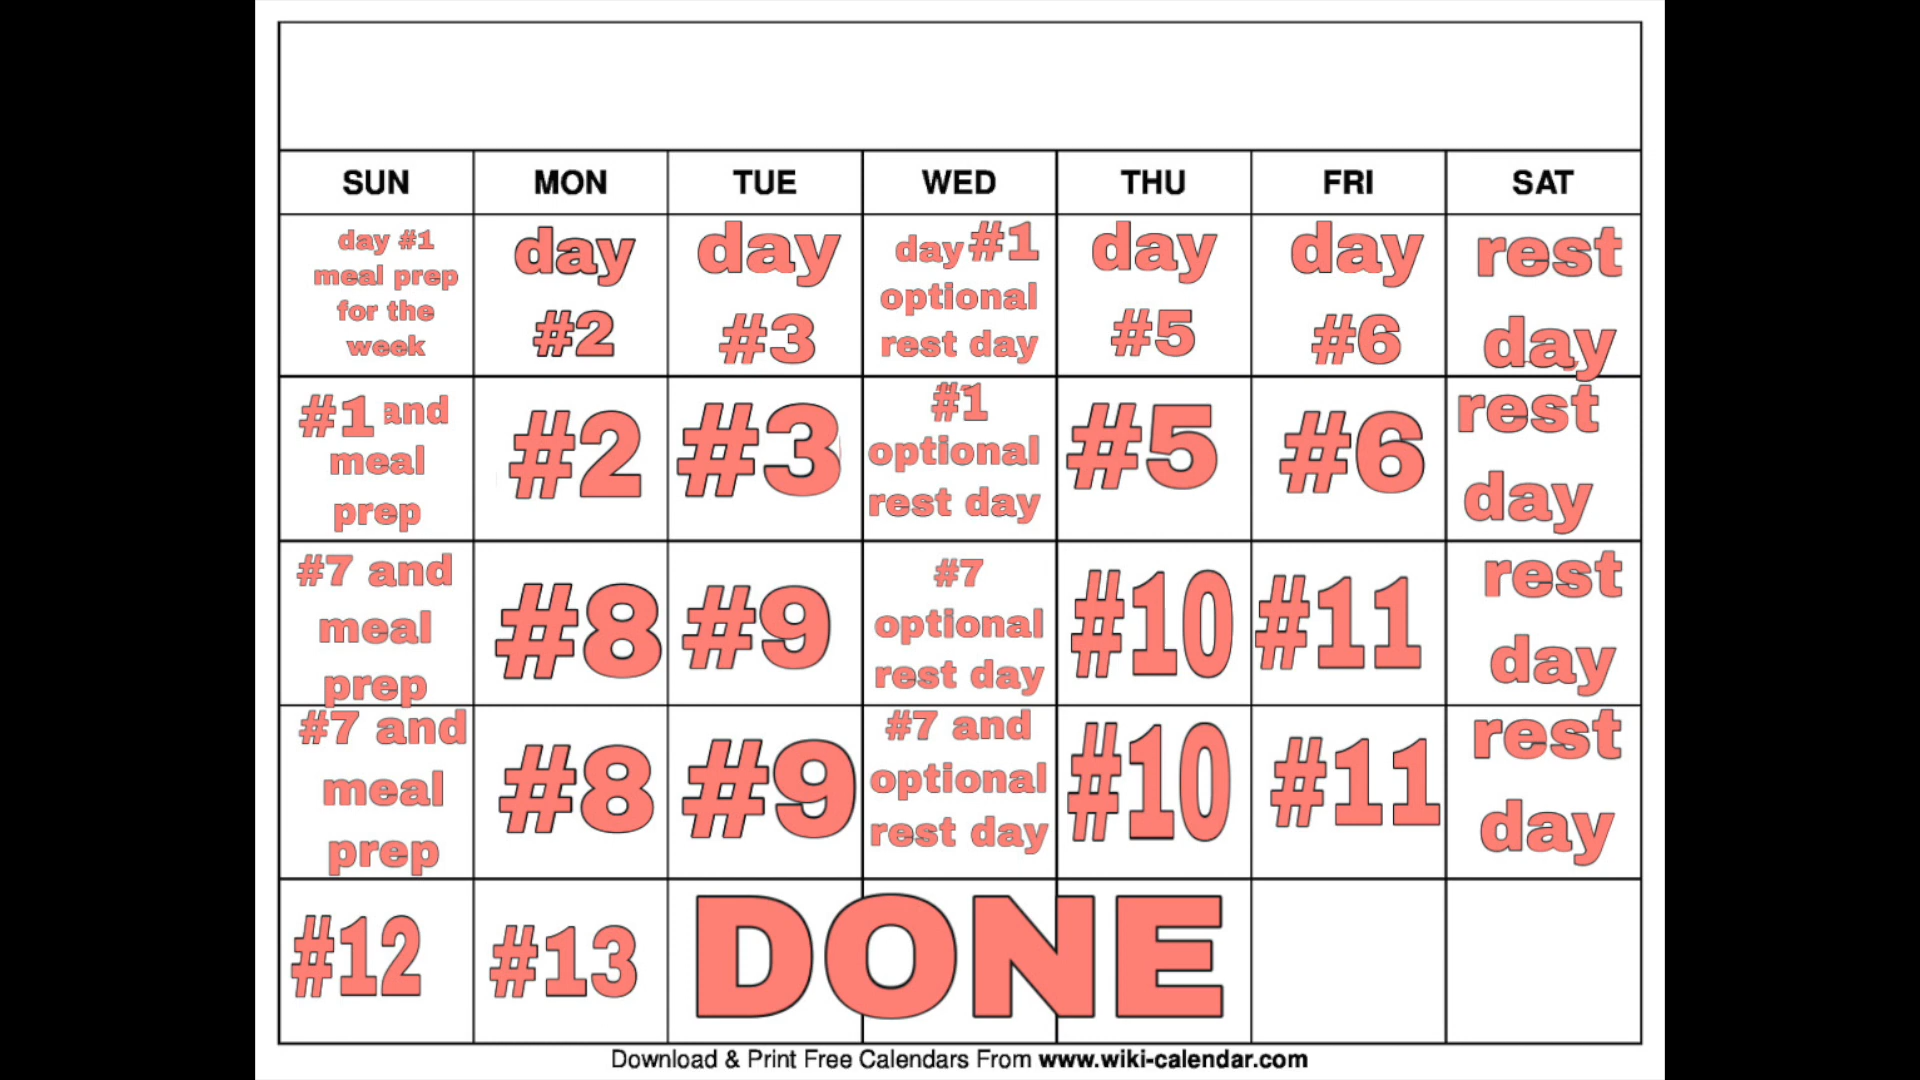 SUN MON TUE WED THU FRI SAT
day #1
meal prep
for the
week
day
#2
day
#3
day #1
optional
rest day
day
#5
day
#6
rest
day
#1 and
meal
prep
#2
#3
#1
optional
rest day
#5
#6
rest
day
#7 and
meal
prep
#8
#9
#7
optional
rest day
#10
#11
rest
day
#7 and
meal
prep
#8
#9
#7 and
optional
rest day
#10
#11
rest
day
#12
#13
DONE
Download & Print Free Calendars From www.wiki-calendar.com